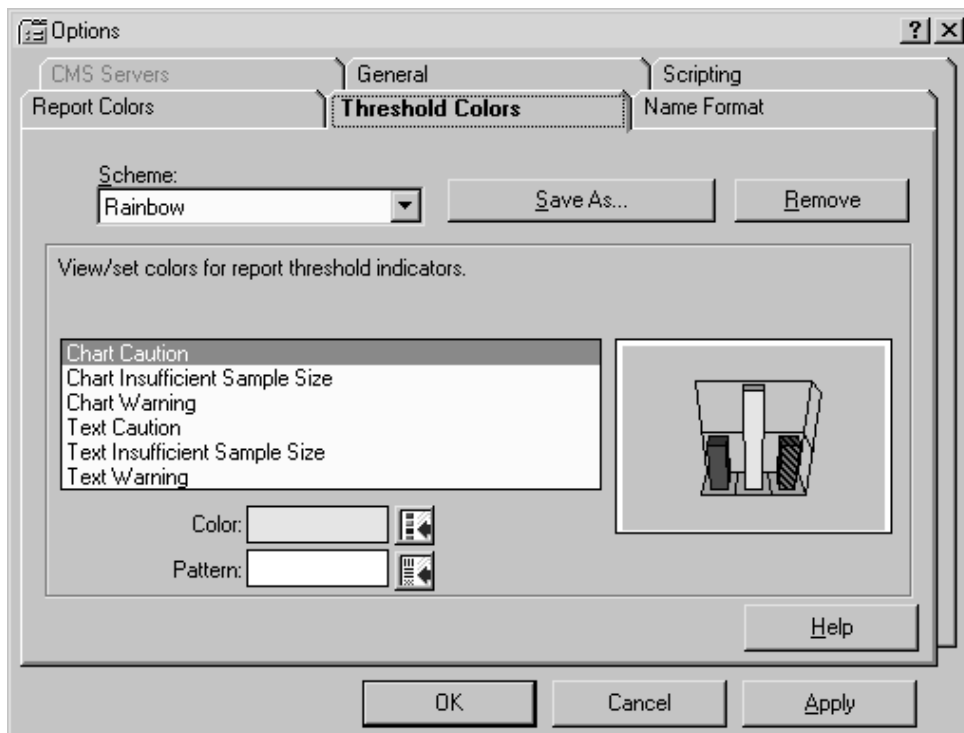 Options
CMS Servers General Scripting
Report Colors Threshold Colors Name Format
Scheme:
Rainbow Save As... Remove
View/set colors for report threshold indicators.
Chart Caution
Chart Insufficient Sample Size
Chart Warning
Text Caution
Text Insufficient Sample Size
Text Warning
Color:
Pattern:
Help
OK Cancel Apply